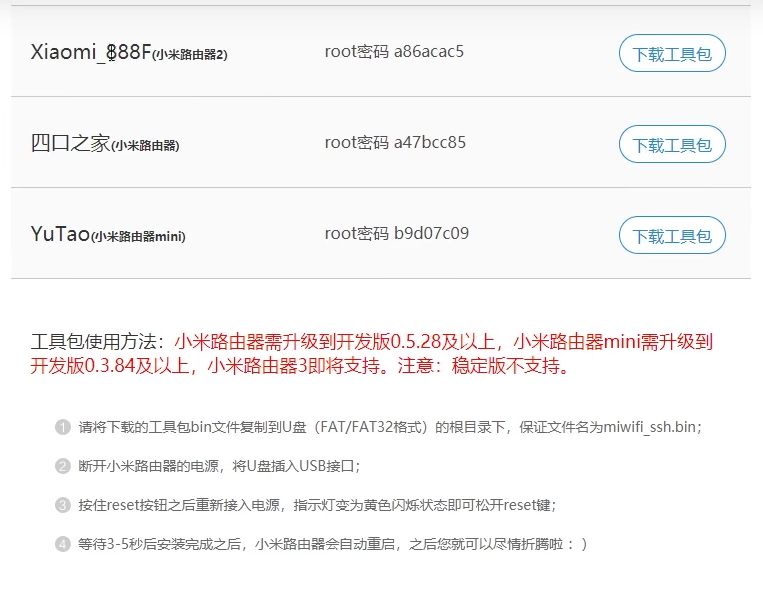 Xiaomi_888F(小米路由器2) root密码 a86acac5 下载工具包
四口之家(小米路由器) root密码 a47bcc85 下载工具包
YuTao(小米路由器mini) root密码 b9d07c09 下载工具包
工具包使用方法：小米路由器需升级到开发版0.5.28及以上，小米路由器mini需升级到
开发版0.3.84及以上，小米路由器3即将支持。注意：稳定版不支持。
1 请将下载的工具包bin文件复制到U盘（FAT/FAT32格式）的根目录下，保证文件名为miwifi_ssh.bin；
2 断开小米路由器的电源，将U盘插入USB接口；
3 按住reset按钮之后重新接入电源，指示灯变为黄色闪烁状态即可松开reset键；
4 等待3-5秒后安装完成之后，小米路由器会自动重启，之后您就可以尽情折腾啦 ：）